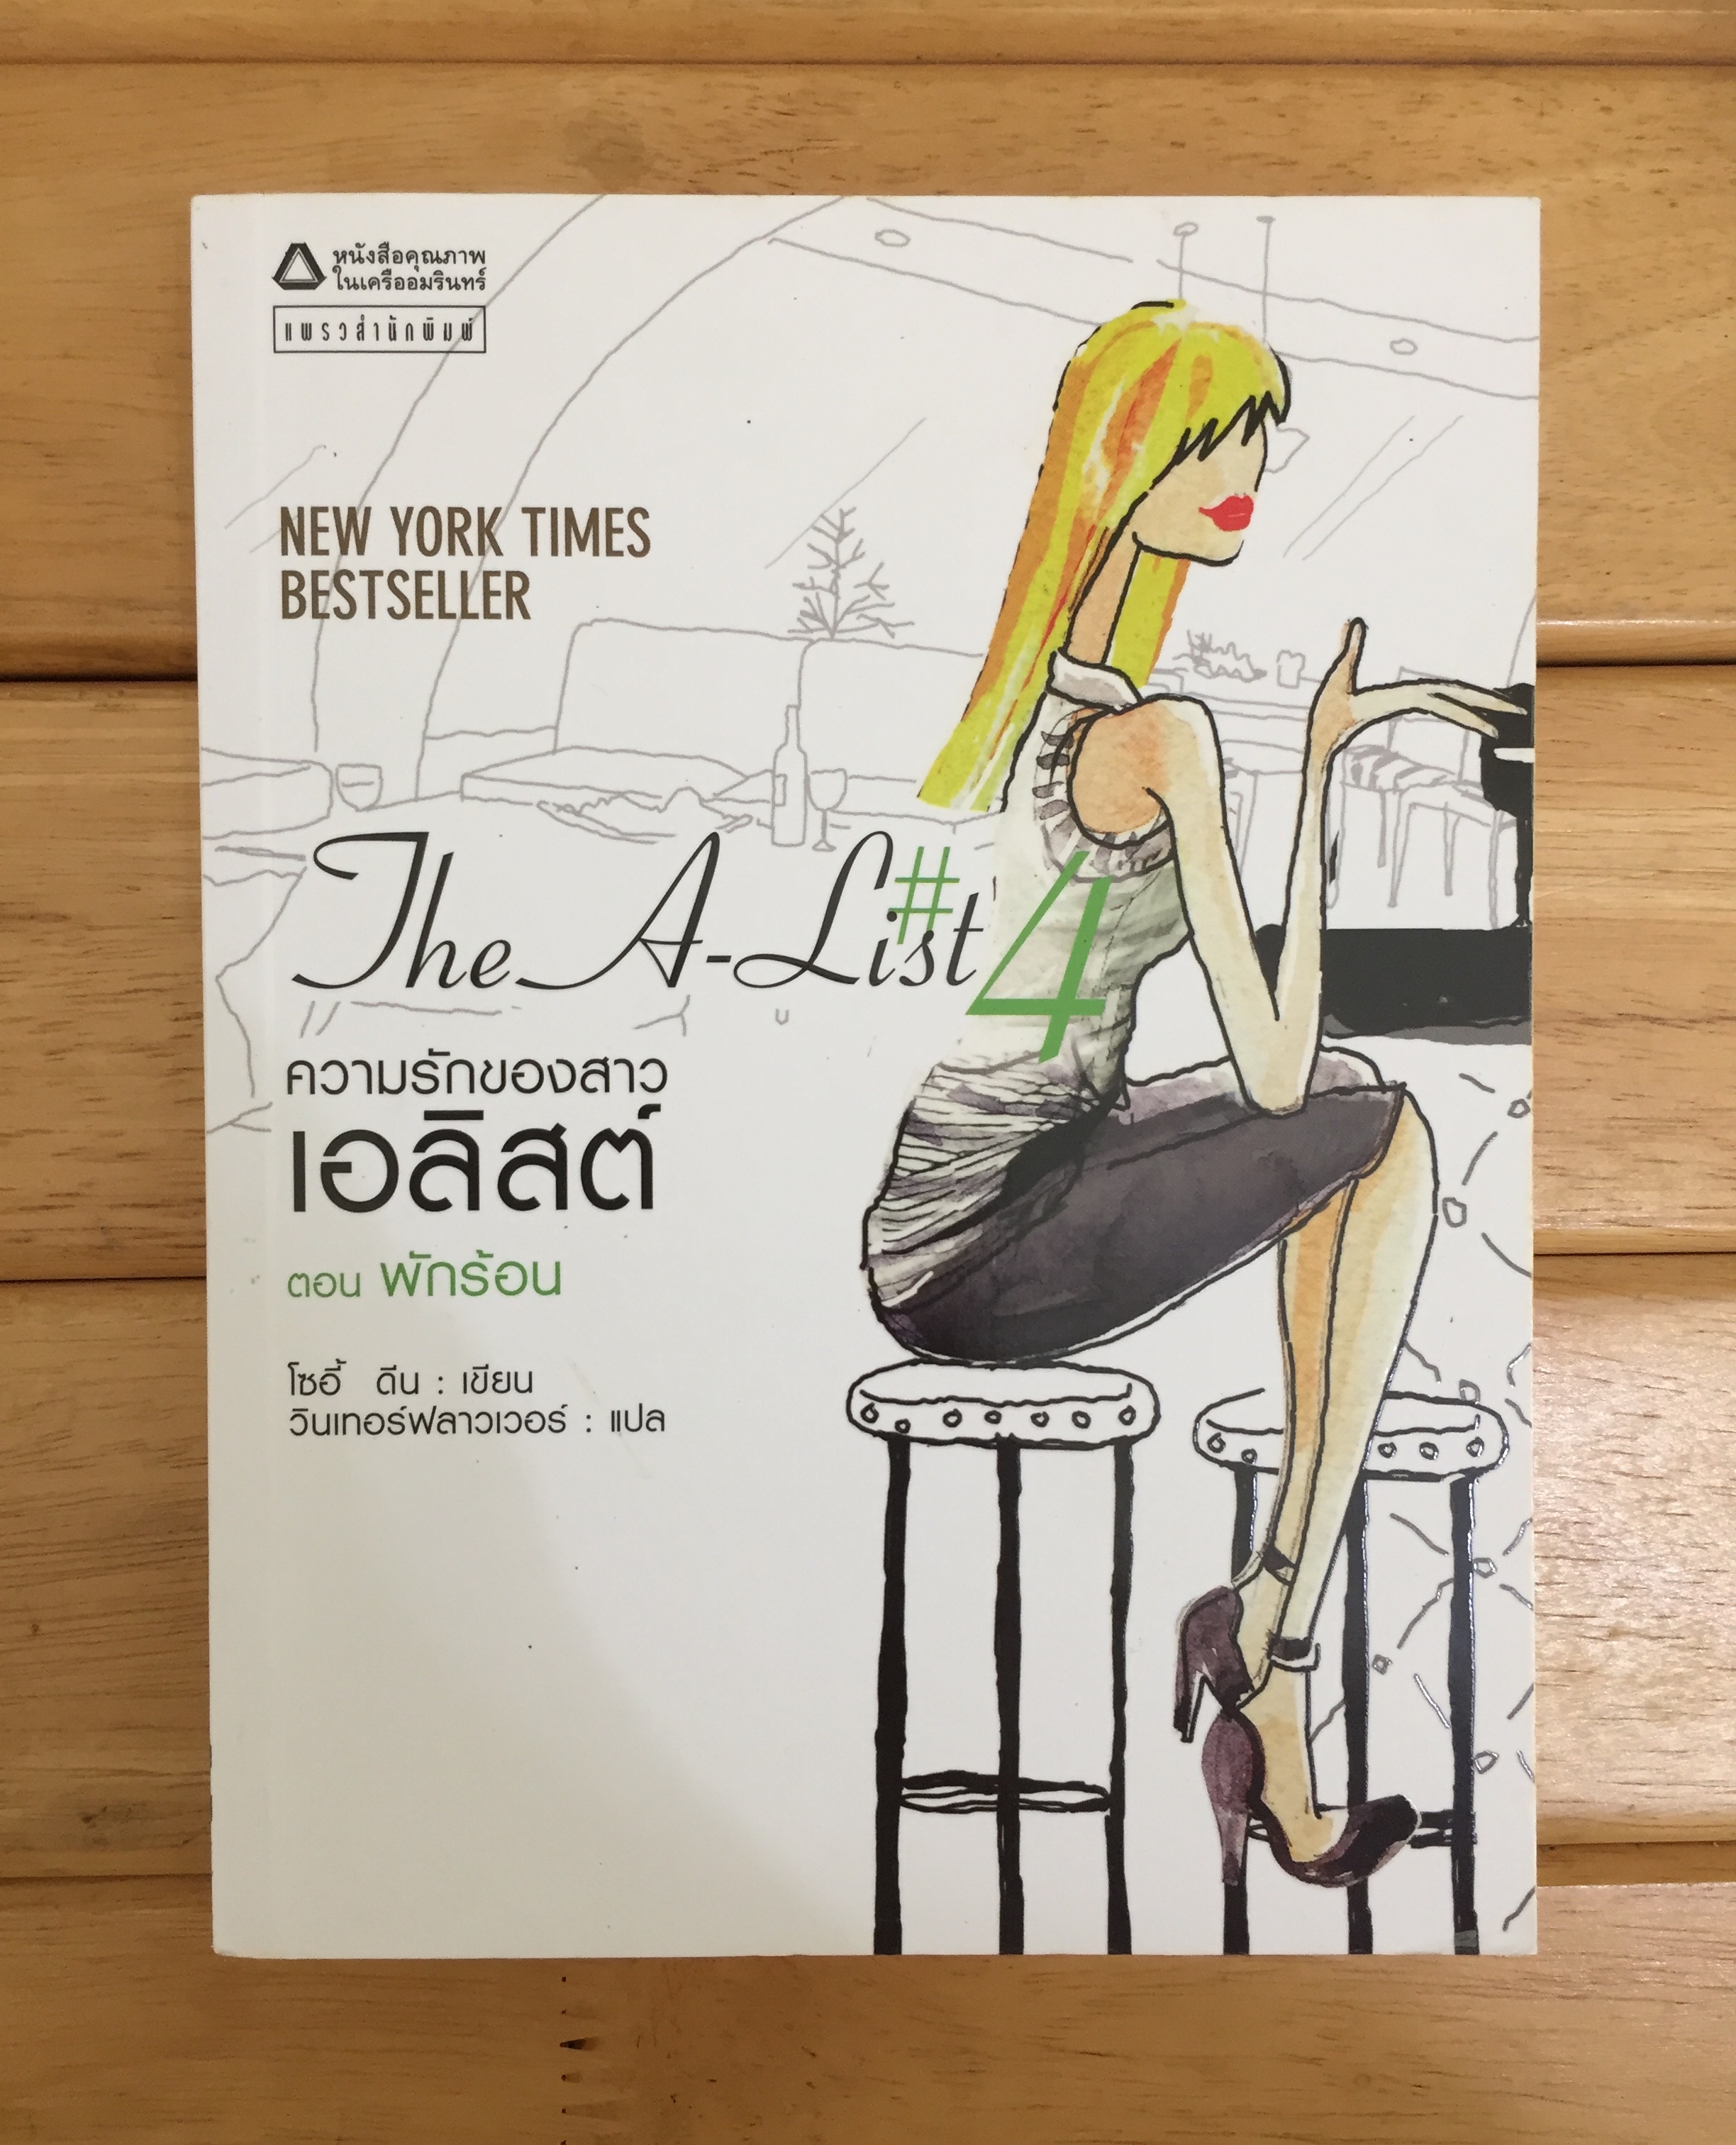 หนังสือคุณภาพ
ในเครืออมรินทร์
แพรวสำนักพิมพ์
NEW YORK TIMES
BESTSELLER
The A-List #4
ความรักของสาว
เอลิสต์
ตอน พักร้อน
โซอี้ ดีน : เขียน
วินเทอร์ฟลาวเวอร์ : แปล